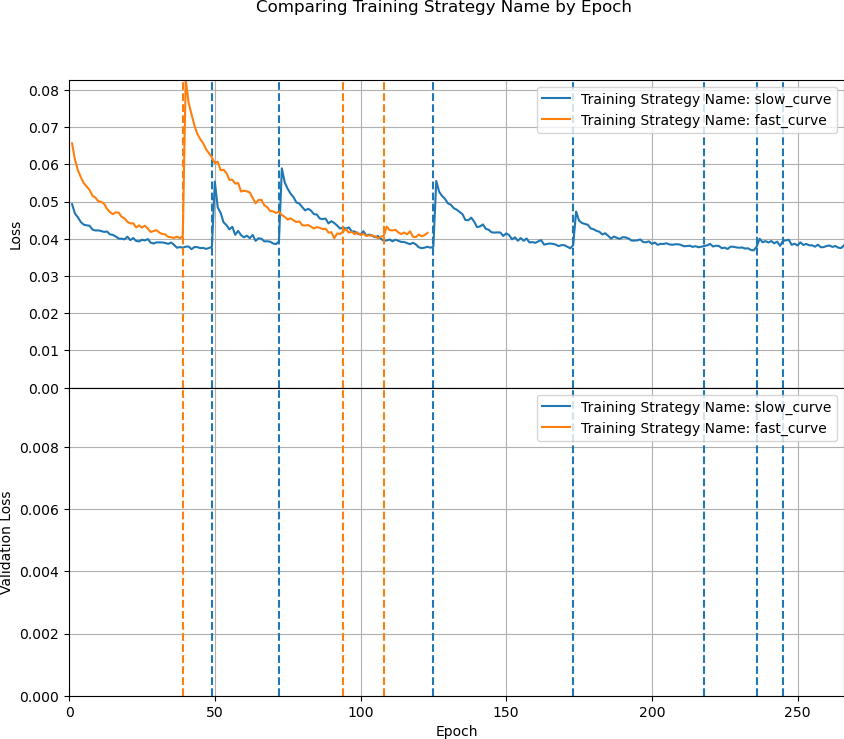 Comparing Training Strategy Name by Epoch
0.08
0.07
0.06
0.05
0.04
0.03
0.02
0.01
0.00
Loss
Training Strategy Name: slow_curve
Training Strategy Name: fast_curve
0.008
0.006
0.004
0.002
0.000
Validation Loss
Training Strategy Name: slow_curve
Training Strategy Name: fast_curve
0 50 100 150 200 250
Epoch